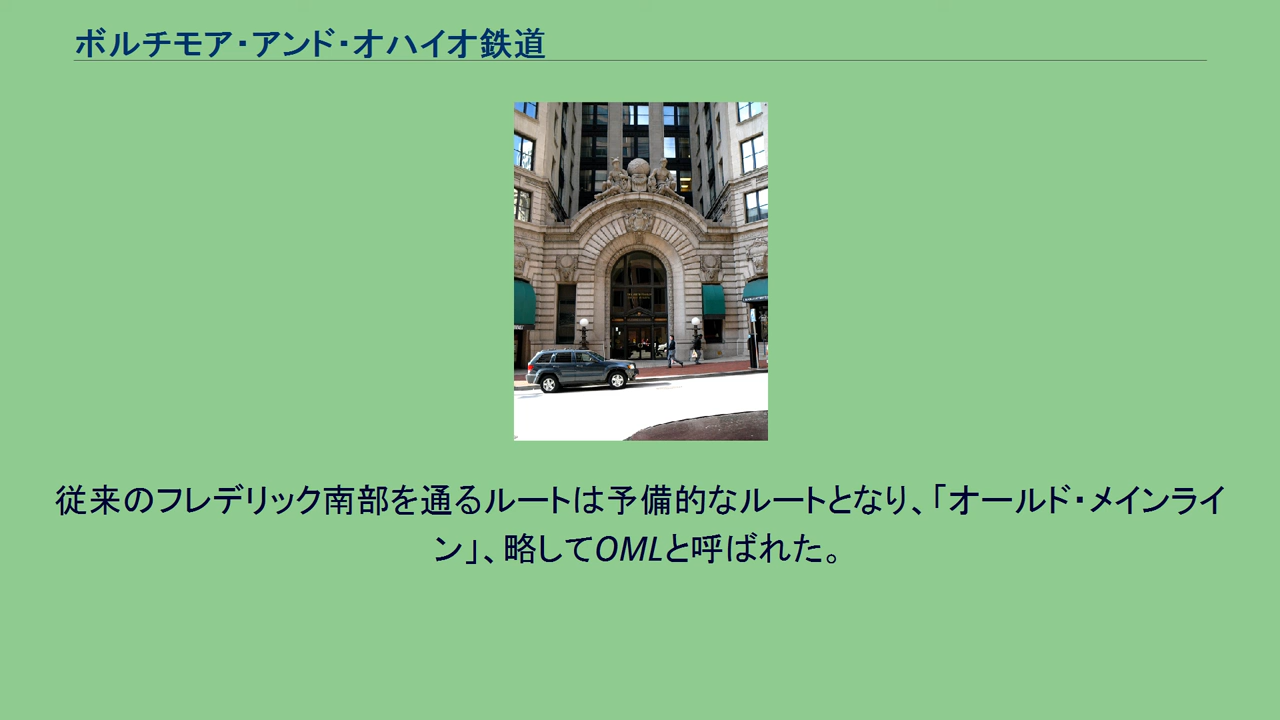 ボルチモア・アンド・オハイオ鉄道
従来のフレデリック南部を通るルートは予備的なルートとなり、「オールド・メインライ
ン」、略してOMLと呼ばれた。